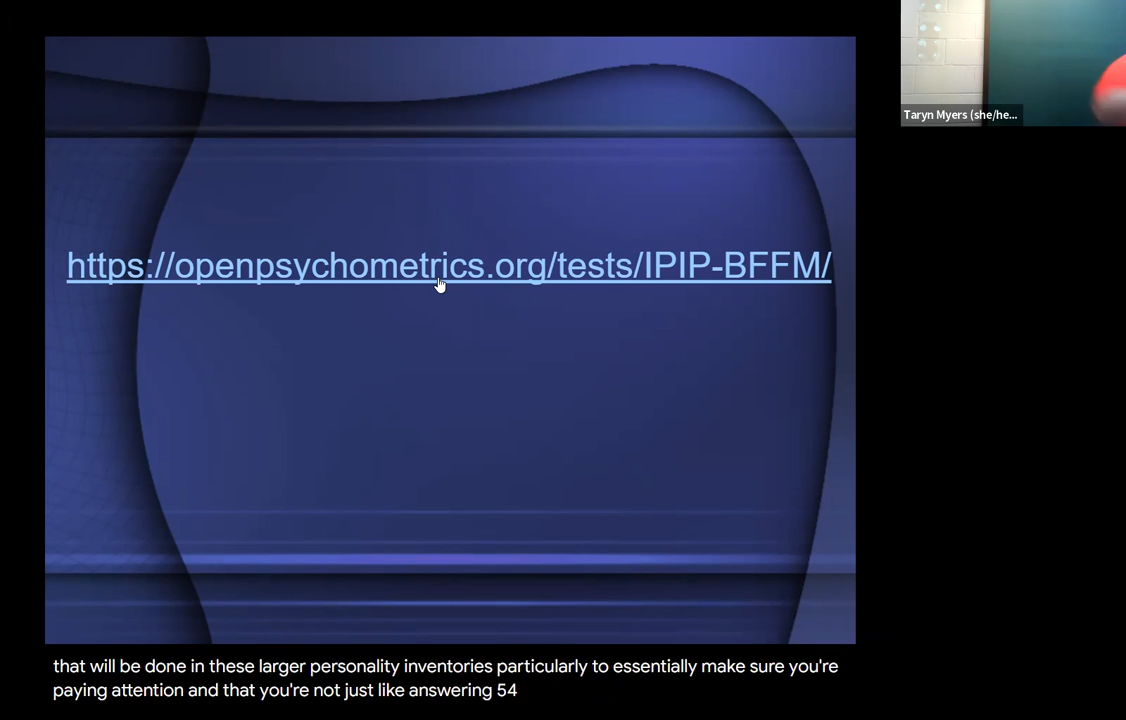 Taryn Myers (she/he...
https://openpsychometrics.org/tests/IPIP-BFFM/
that will be done in these larger personality inventories particularly to essentially make sure you're
paying attention and that you're not just like answering 54